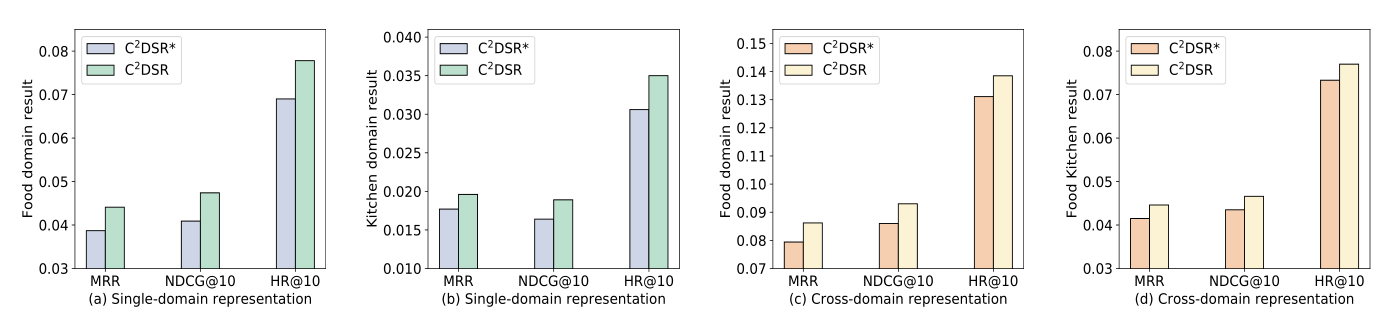 Food domain result
0.08
0.07
0.06
0.05
0.04
0.03
C²DSR*
C²DSR
MRR NDCG@10 HR@10
(a) Single-domain representation
Kitchen domain result
0.040
0.035
0.030
0.025
0.020
0.015
0.010
C²DSR*
C²DSR
MRR NDCG@10 HR@10
(b) Single-domain representation
Food domain result
0.15
0.14
0.13
0.12
0.11
0.10
0.09
0.08
0.07
C²DSR*
C²DSR
MRR NDCG@10 HR@10
(c) Cross-domain representation
Food Kitchen result
0.08
0.07
0.06
0.05
0.04
0.03
C²DSR*
C²DSR
MRR NDCG@10 HR@10
(d) Cross-domain representation